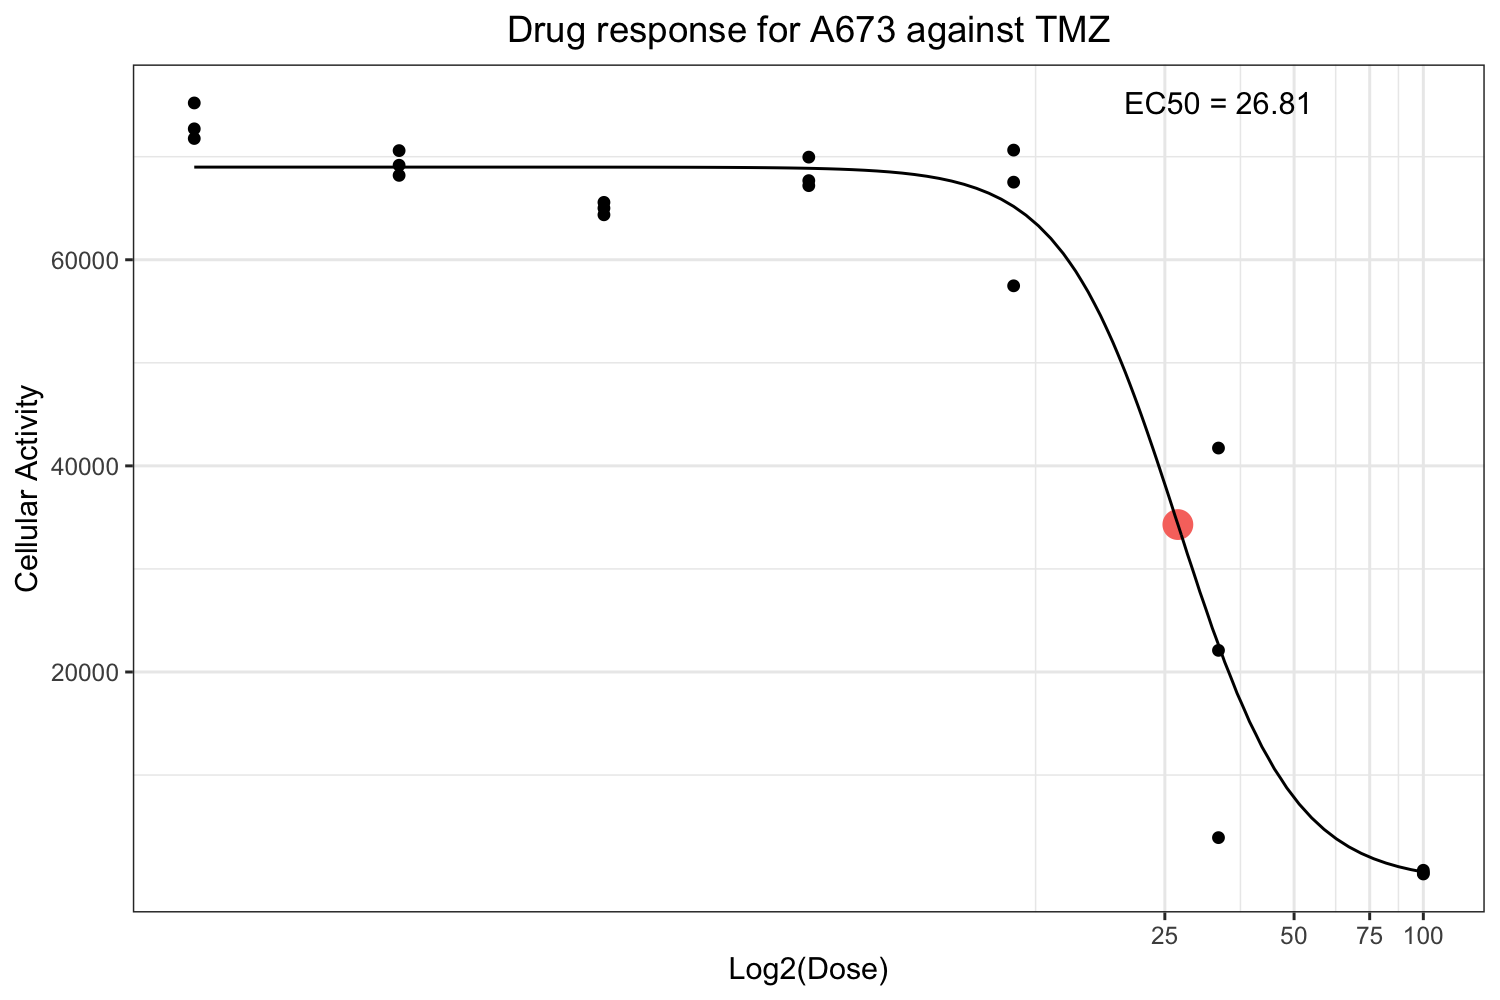 Drug response for A673 against TMZ
EC50 = 26.81
60000
40000
20000
Cellular Activity
25 50 75 100
Log2(Dose)